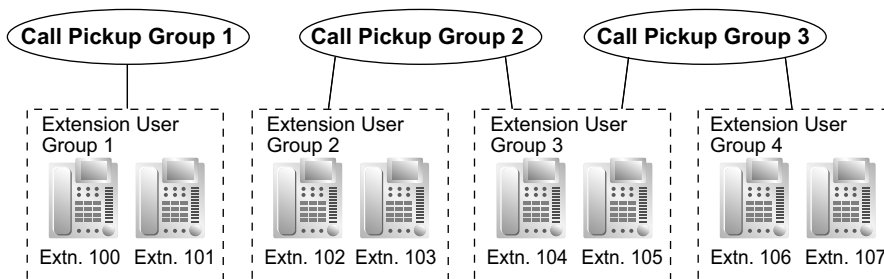 Call Pickup Group 1
Call Pickup Group 2
Call Pickup Group 3
Extension User
Group 1
Extn. 100
Extn. 101
Extension User
Group 2
Extn. 102
Extn. 103
Extension User
Group 3
Extn. 104
Extn. 105
Extension User
Group 4
Extn. 106
Extn. 107